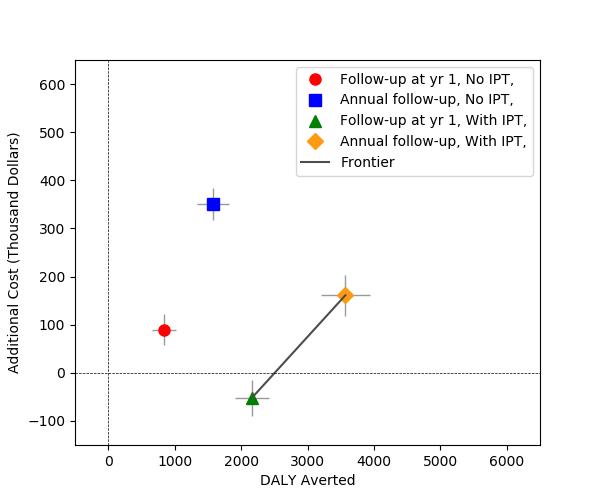 Follow-up at yr 1, No IPT,
Annual follow-up, No IPT,
Follow-up at yr 1, With IPT,
Annual follow-up, With IPT,
Frontier
Additional Cost (Thousand Dollars)
600
500
400
300
200
100
0
−100
0 1000 2000 3000 4000 5000 6000
DALY Averted